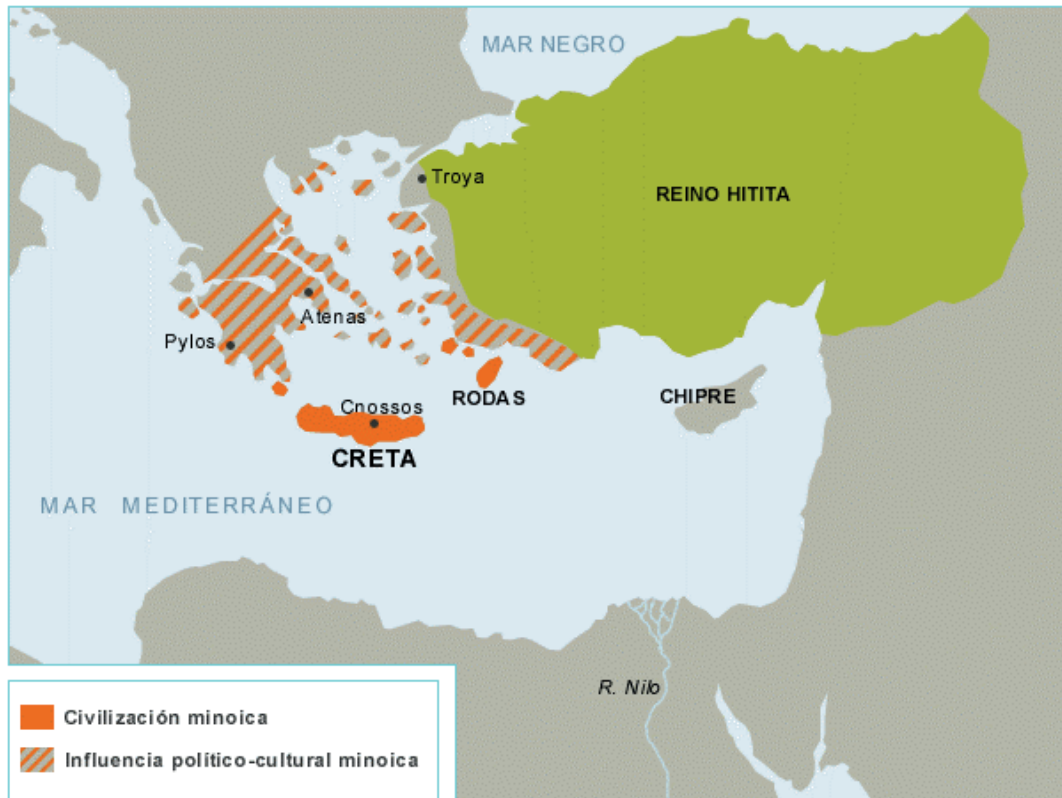 MAR NEGRO
Troya
REINO HITITA
Atenas
Pylos
RODAS
CHIPRE
Cnossos
CRETA
MAR MEDITERRÁNEO
R. Nilo
Civilización minoica
Influencia político-cultural minoica